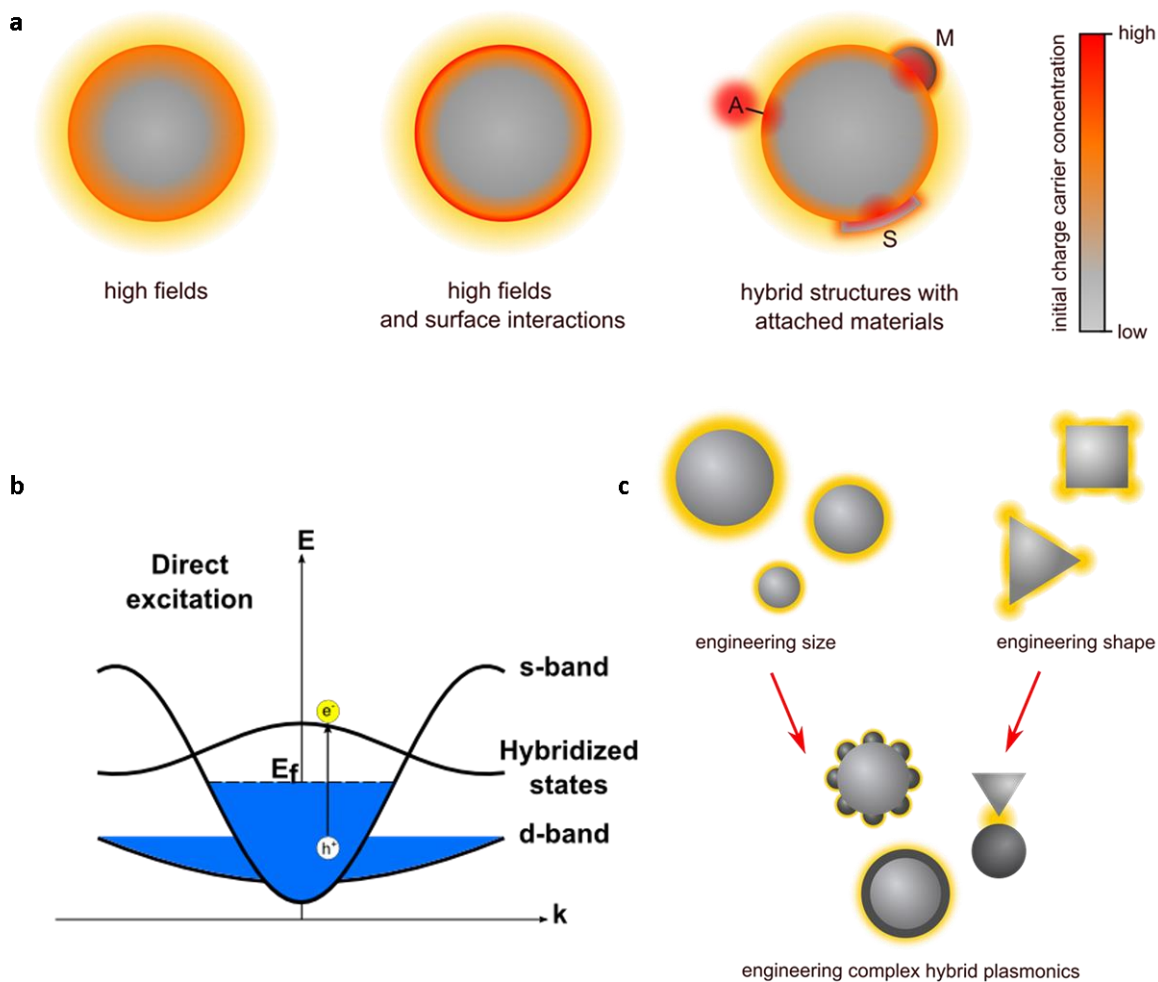 a
M
A
S
high fields
high fields
and surface interactions
hybrid structures with
attached materials
initial charge carrier concentration
high
low
b
E
Direct
excitation
s-band
e-
Hybridized
states
Ef
d-band
h+
k
c
engineering size
engineering shape
engineering complex hybrid plasmonics